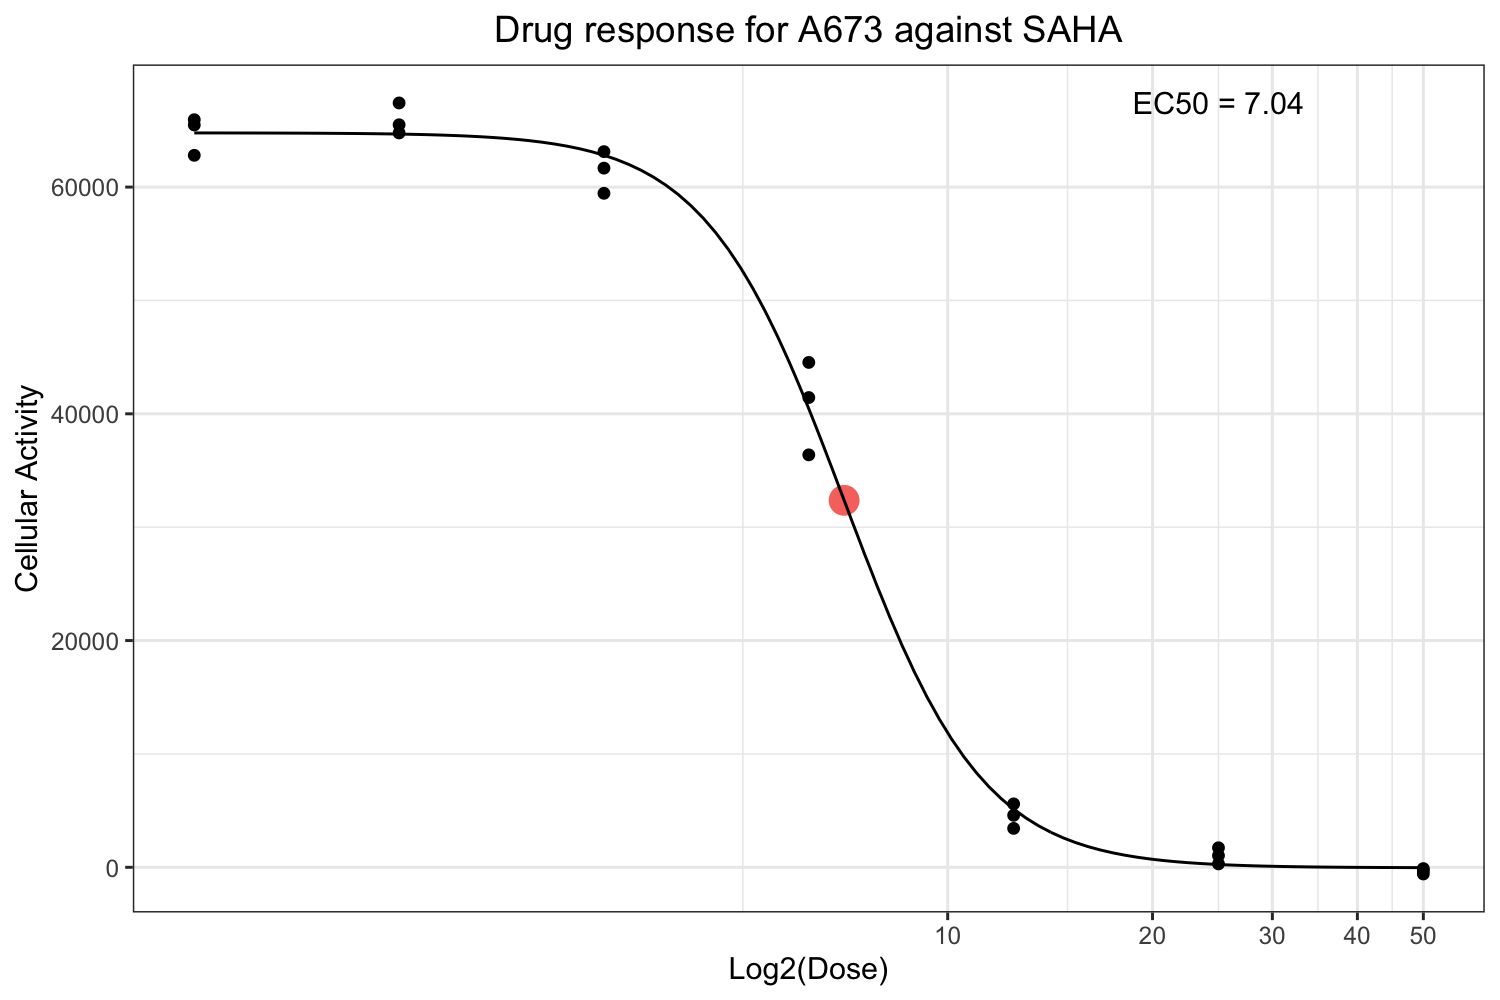 Drug response for A673 against SAHA
EC50 = 7.04
Cellular Activity
60000
40000
20000
0
10 20 30 40 50
Log2(Dose)